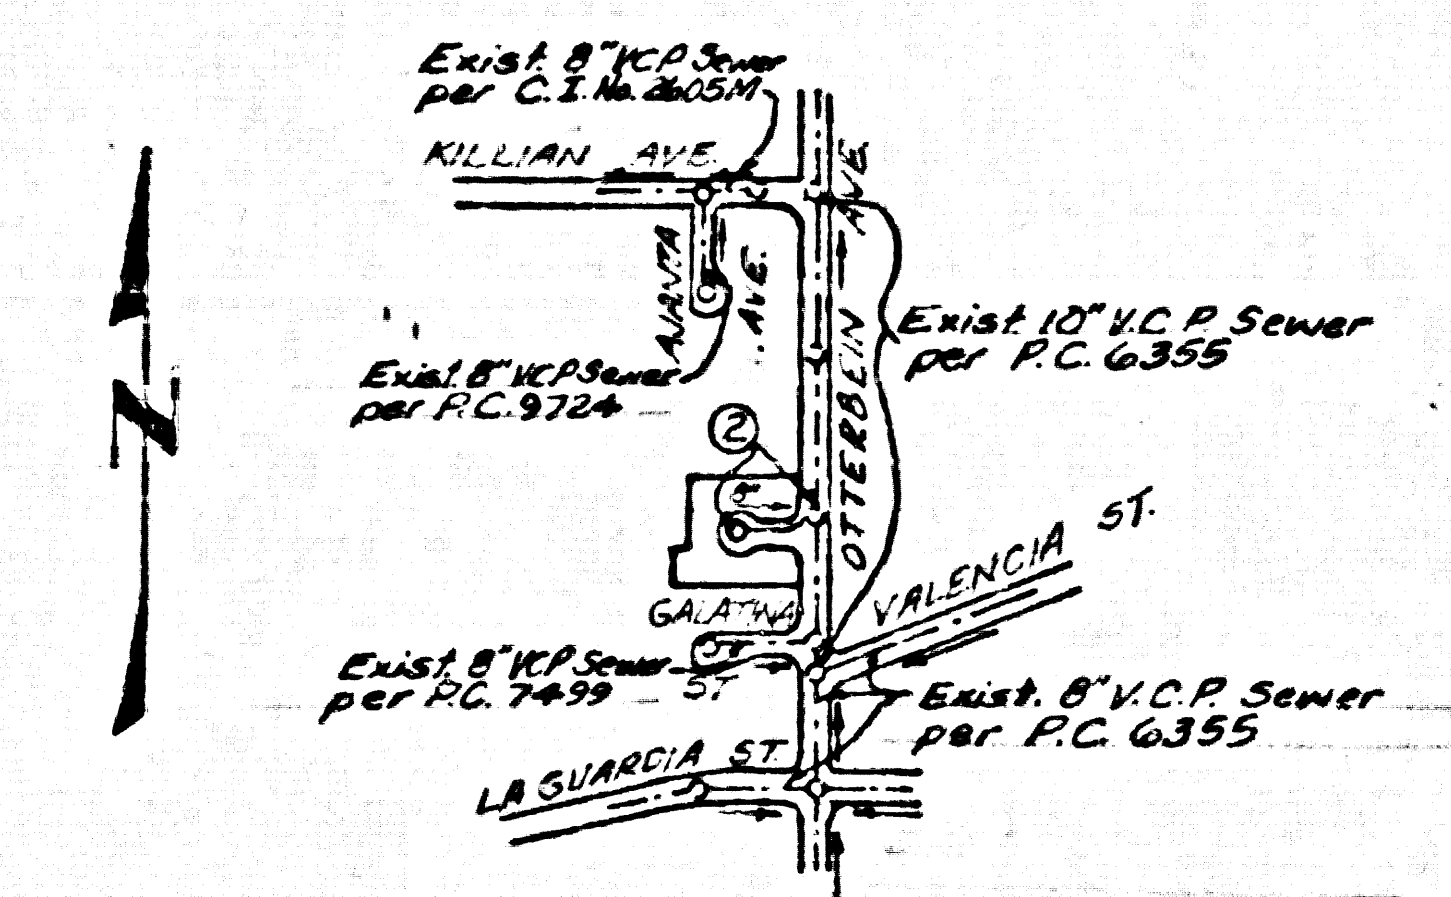 Exist. 8" VCP Sewer
per C.I. No. 2605M
KILLIAN AVE.
AJANTA
AVE.
OTTERBEIN AVE.
Exist. 10" V.C.P. Sewer
per P.C. 6355
Exist. 8" VCP Sewer
per P.C. 9724
N
2
8"
VALENCIA ST.
GALATINA
ST
Exist. 8" VCP Sewer
per P.C. 7499
Exist. 8" V.C.P. Sewer
per P.C. 6355
LA GUARDIA ST.